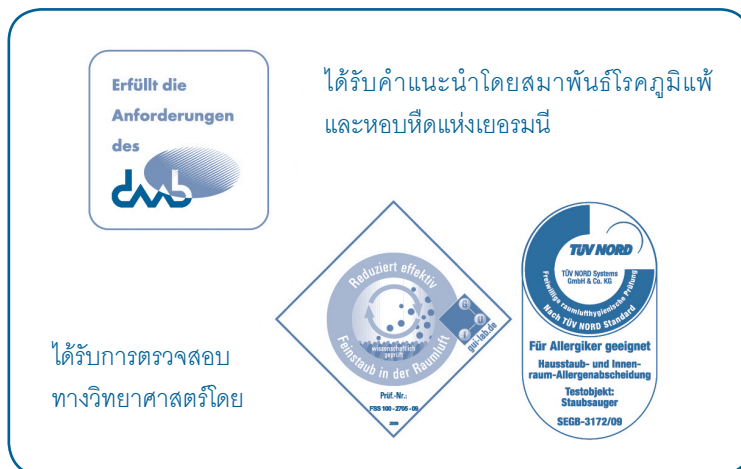 Erfüllt die
Anforderungen
des
daab
ได้รับคำแนะนำโดยสมาพันธ์โรคภูมิแพ้
และหอบหืดแห่งเยอรมนี
Reduziert effektiv
Feinstaub in der Raumluft
wissenschaftlich
geprüft
G
U
I
gui-lab.de
Prüf.-Nr.:
FSS 100 - 2705 - 09
TÜV NORD
TÜV NORD Systems
GmbH & Co. KG
Freiwillige raumlufthygienische Prüfung
Nach TÜV NORD Standard
Für Allergiker geeignet
Hausstaub- und Innen-
raum-Allergenabscheidung
Testobjekt:
Staubsauger
SEGB-3172/09
ได้รับการตรวจสอบ
ทางวิทยาศาสตร์โดย